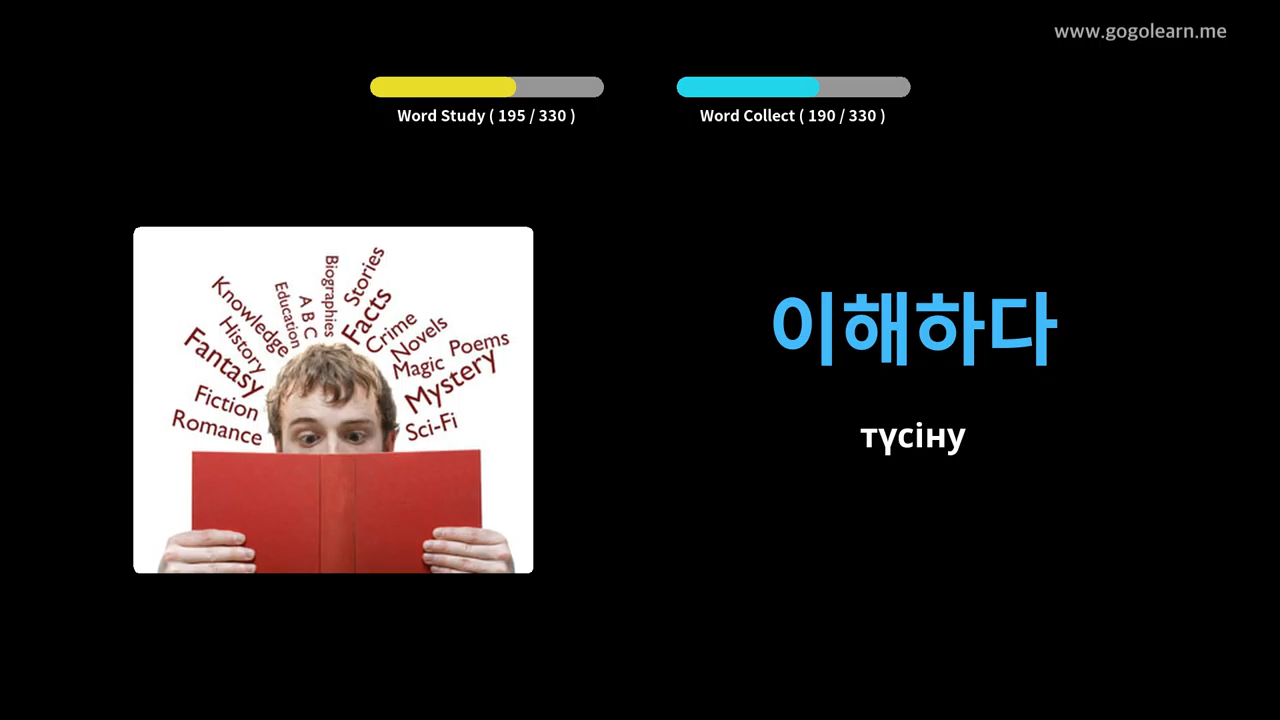 www.gogolearn.me
Word Study ( 195 / 330 )
Word Collect ( 190 / 330 )
Biographies
Stories
Education
A B C
Facts
Knowledge
Crime
History
Novels
Fantasy
Magic
Poems
Mystery
Fiction
Romance
Sci-Fi
이해하다
түсіну